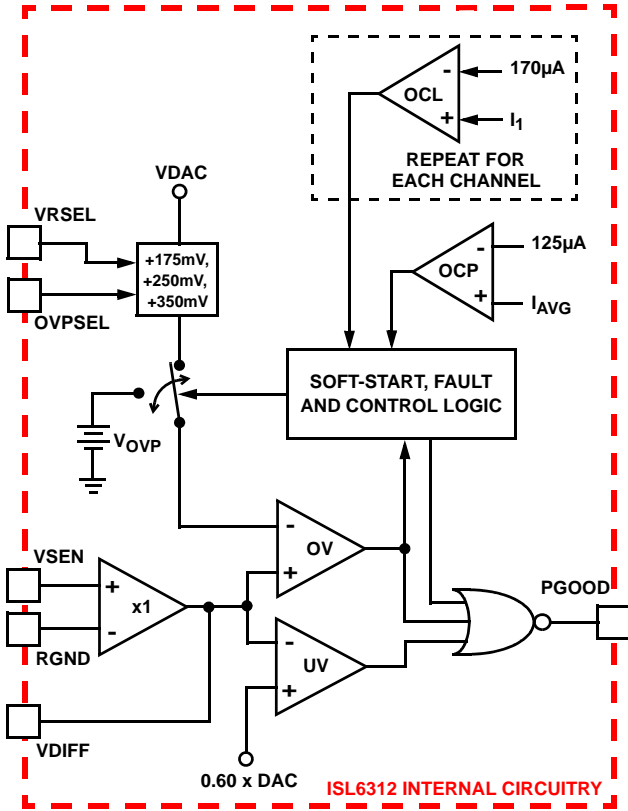 170µA
-
OCL
+
I1
REPEAT FOR
EACH CHANNEL
VDAC
VRSEL
OVPSEL
+175mV,
+250mV,
+350mV
-
125µA
OCP
+
IAVG
SOFT-START, FAULT
AND CONTROL LOGIC
VOVP
-
OV
+
VSEN
+
x1
-
RGND
PGOOD
-
UV
+
VDIFF
0.60 x DAC
ISL6312 INTERNAL CIRCUITRY